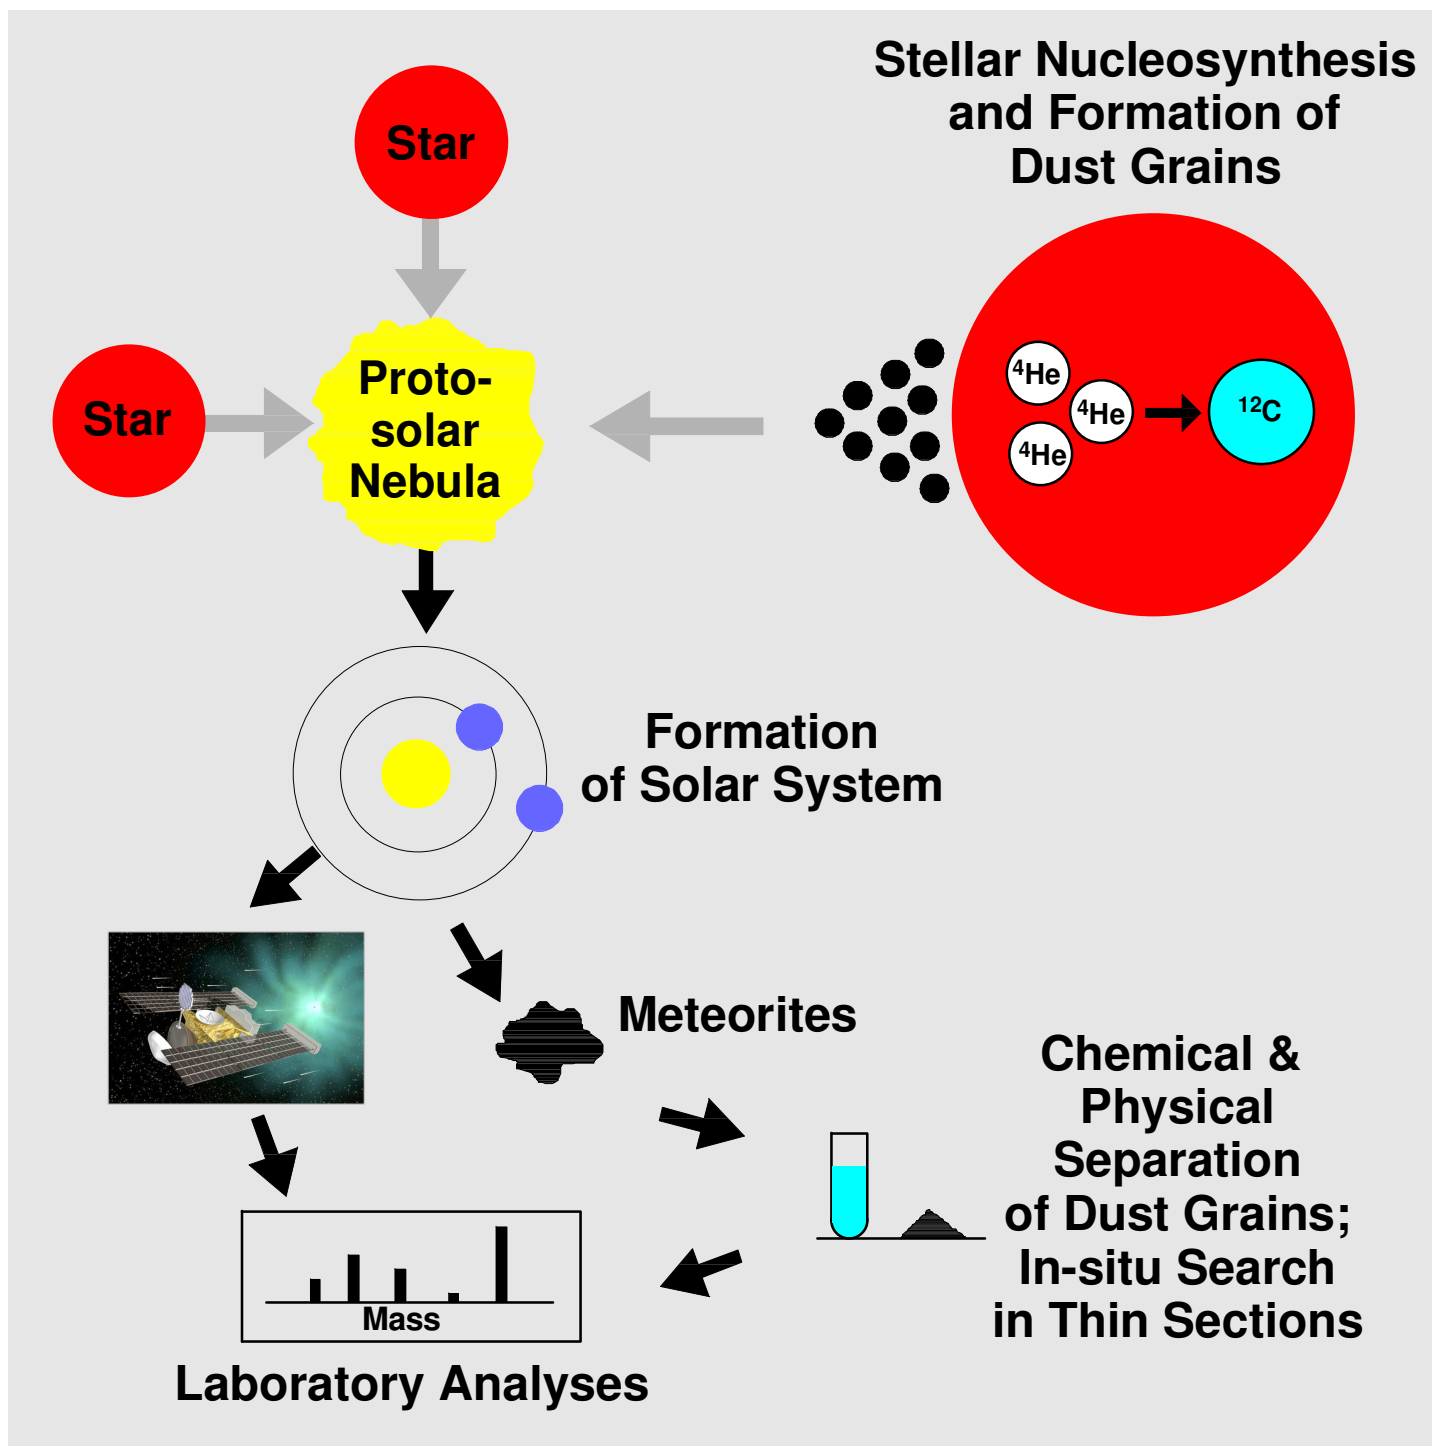 Stellar Nucleosynthesis
and Formation of
Dust Grains
Star
Star
Proto-
solar
Nebula
⁴He
⁴He
⁴He
¹²C
Formation
of Solar System
Meteorites
Chemical &
Physical
Separation
of Dust Grains;
In-situ Search
in Thin Sections
Mass
Laboratory Analyses